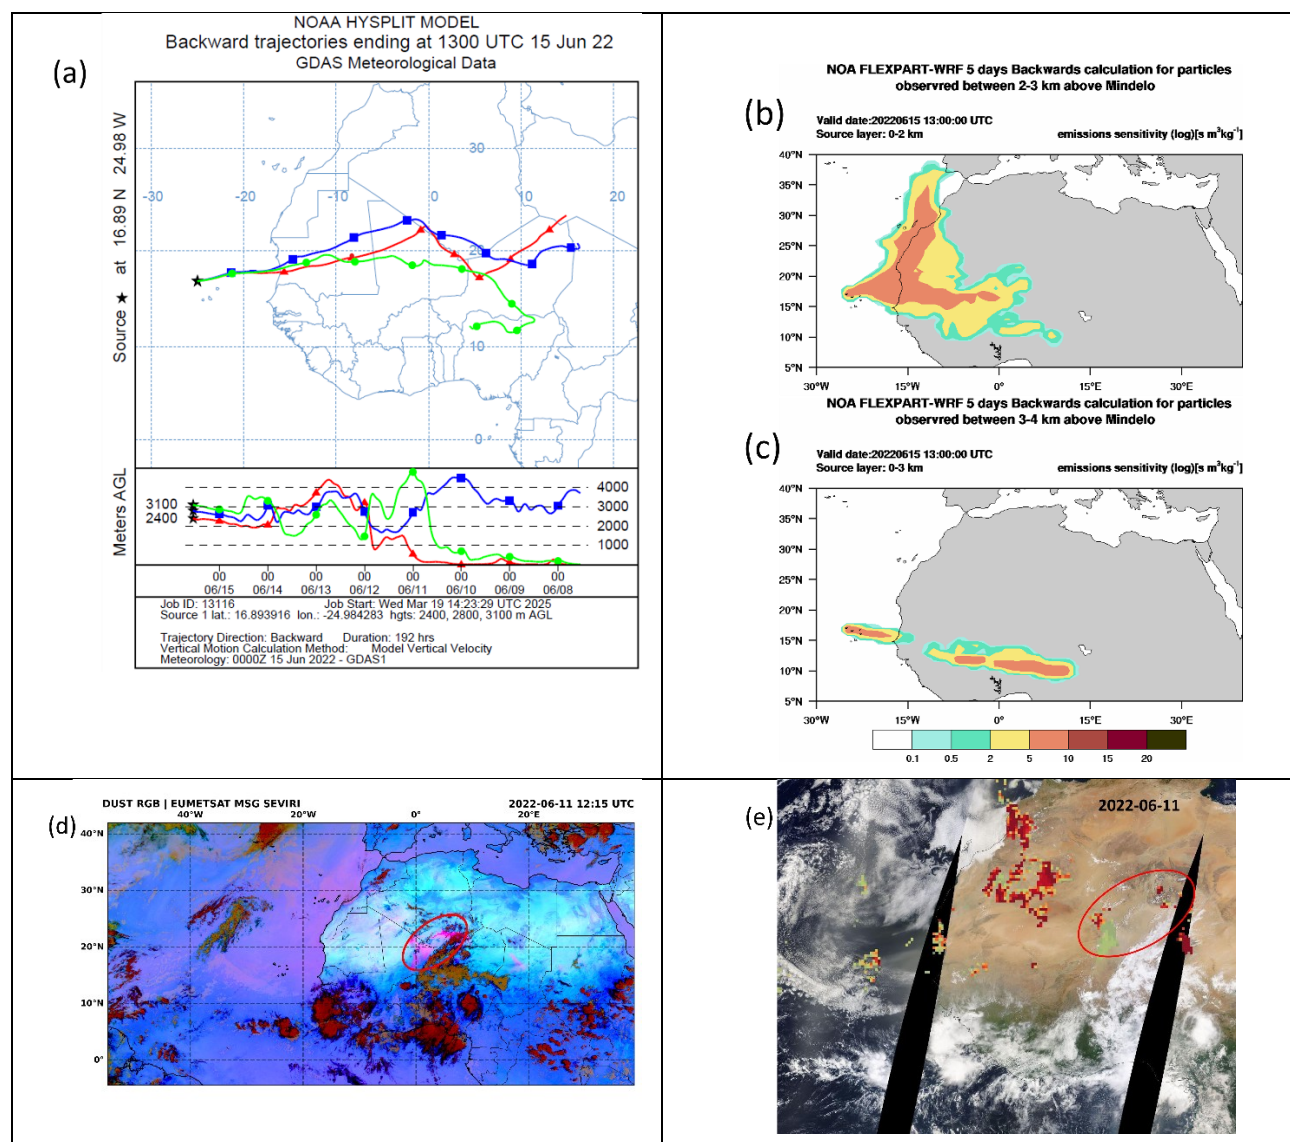 NOAA HYSPLIT MODEL
Backward trajectories ending at 1300 UTC 15 Jun 22
GDAS Meteorological Data
(a)
Source ★ at 16.89 N 24.98 W
30
-30 -20 -10 0 10 20
20
10
0
Meters AGL
3100
2400
4000
3000
2000
1000
00 00 00 00 00 00 00 00
06/15 06/14 06/13 06/12 06/11 06/10 06/09 06/08
Job ID: 13116 Job Start: Wed Mar 19 14:23:29 UTC 2025
Source 1 lat.: 16.893916 lon.: -24.984283 hgts: 2400, 2800, 3100 m AGL
Trajectory Direction: Backward Duration: 192 hrs
Vertical Motion Calculation Method: Model Vertical Velocity
Meteorology: 0000Z 15 Jun 2022 - GDAS1
NOA FLEXPART-WRF 5 days Backwards calculation for particles
observred between 2-3 km above Mindelo
(b)
Valid date:20220615 13:00:00 UTC
Source layer: 0-2 km emissions sensitivity (log)[s m³kg⁻¹]
40°N
35°N
30°N
25°N
20°N
15°N
10°N
5°N
30°W 15°W 0° 15°E 30°E
NOA FLEXPART-WRF 5 days Backwards calculation for particles
observred between 3-4 km above Mindelo
(c)
Valid date:20220615 13:00:00 UTC
Source layer: 0-3 km emissions sensitivity (log)[s m³kg⁻¹]
40°N
35°N
30°N
25°N
20°N
15°N
10°N
5°N
30°W 15°W 0° 15°E 30°E
0.1 0.5 2 5 10 15 20
DUST RGB | EUMETSAT MSG SEVIRI 2022-06-11 12:15 UTC
(d)
40°W 20°W 0° 20°E
40°N
30°N
20°N
10°N
0°
(e)
2022-06-11